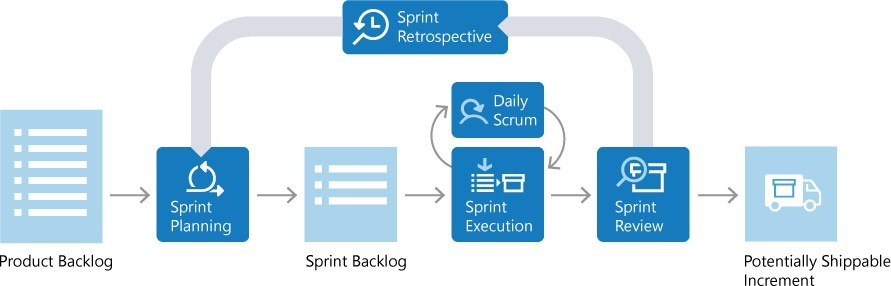 Sprint
Retrospective
Daily
Scrum
Sprint
Planning
Sprint
Execution
Sprint
Review
Product Backlog
Sprint Backlog
Potentially Shippable
Increment